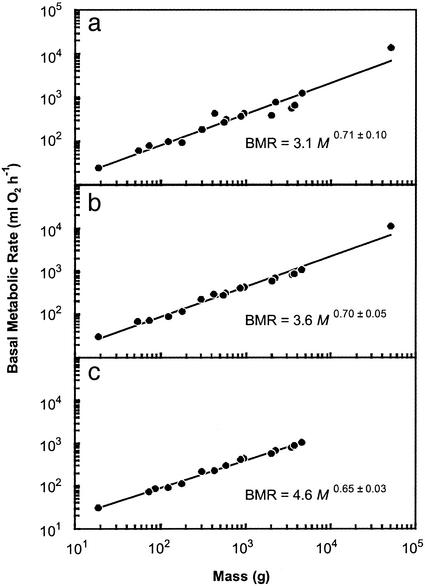 10⁵
a
10⁴
10³
10²
BMR = 3.1 M 0.71 ± 0.10
b
10⁴
10³
10²
BMR = 3.6 M 0.70 ± 0.05
Basal Metabolic Rate (ml O₂ h⁻¹)
c
10⁴
10³
10²
10¹
BMR = 4.6 M 0.65 ± 0.03
10¹ 10² 10³ 10⁴ 10⁵
Mass (g)